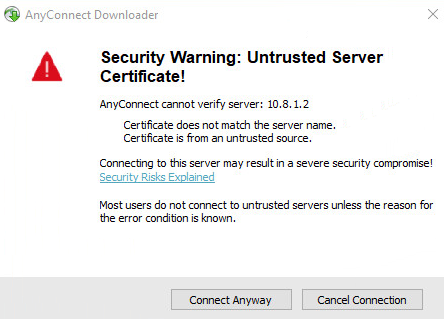 AnyConnect Downloader
Security Warning: Untrusted Server
Certificate!
AnyConnect cannot verify server: 10.8.1.2
Certificate does not match the server name.
Certificate is from an untrusted source.
Connecting to this server may result in a severe security compromise!
Security Risks Explained
Most users do not connect to untrusted servers unless the reason for
the error condition is known.
Connect Anyway
Cancel Connection